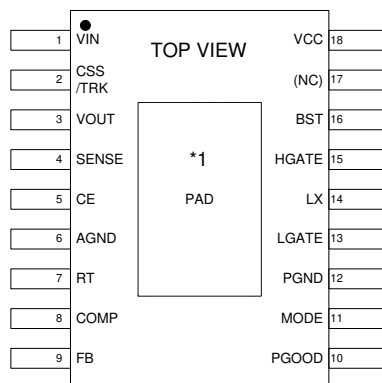 TOP VIEW
1 VIN
2 CSS
/TRK
3 VOUT
4 SENSE
5 CE
6 AGND
7 RT
8 COMP
9 FB
*1
PAD
VCC 18
(NC) 17
BST 16
HGATE 15
LX 14
LGATE 13
PGND 12
MODE 11
PGOOD 10